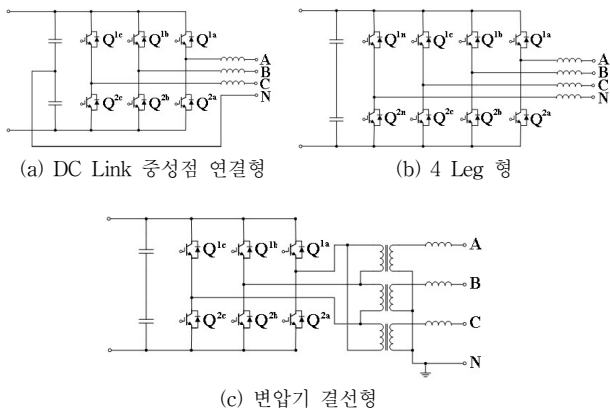 Q1c Q1b Q1a
A
B
C
N
Q2c Q2b Q2a
(a) DC Link 중성점 연결형
Q1n Q1c Q1b Q1a
A
B
C
N
Q2n Q2c Q2b Q2a
(b) 4 Leg 형
Q1c Q1b Q1a
A
B
Q2c Q2b Q2a
C
N
(c) 변압기 결선형